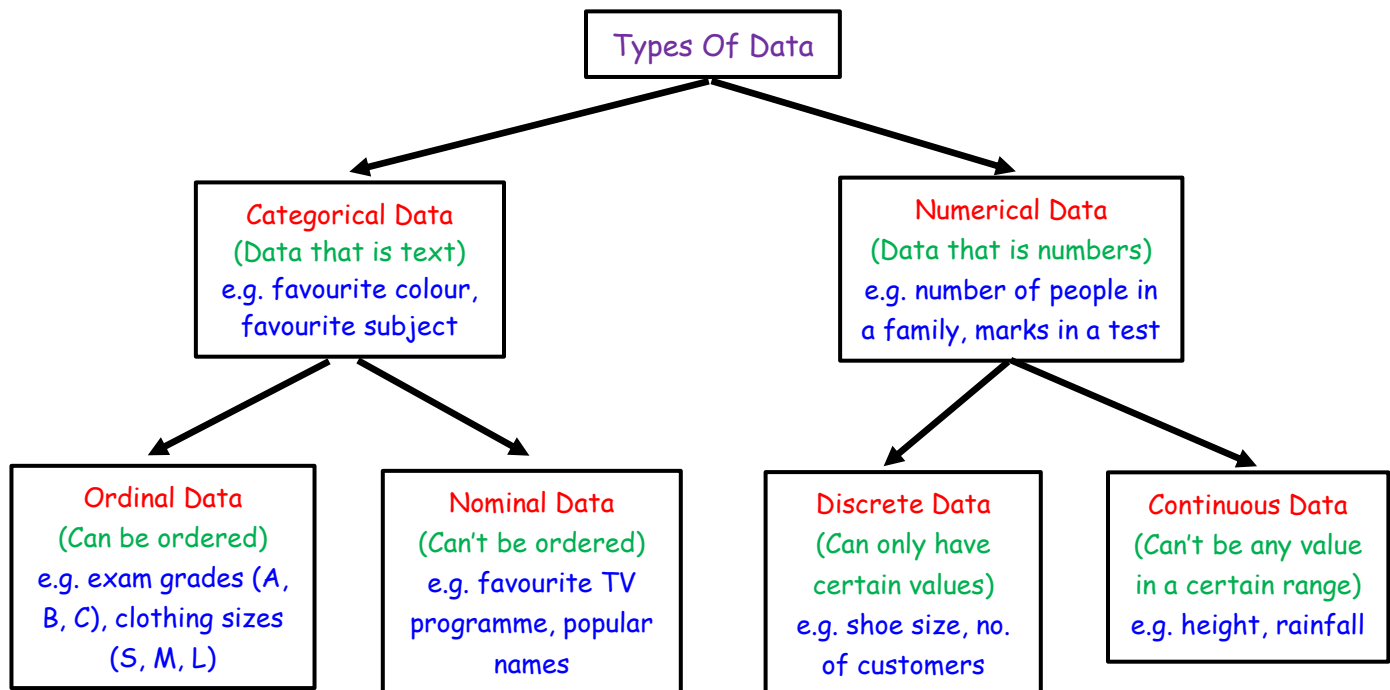 Types Of Data
Categorical Data
(Data that is text)
e.g. favourite colour,
favourite subject
Numerical Data
(Data that is numbers)
e.g. number of people in
a family, marks in a test
Ordinal Data
(Can be ordered)
e.g. exam grades (A,
B, C), clothing sizes
(S, M, L)
Nominal Data
(Can't be ordered)
e.g. favourite TV
programme, popular
names
Discrete Data
(Can only have
certain values)
e.g. shoe size, no.
of customers
Continuous Data
(Can't be any value
in a certain range)
e.g. height, rainfall